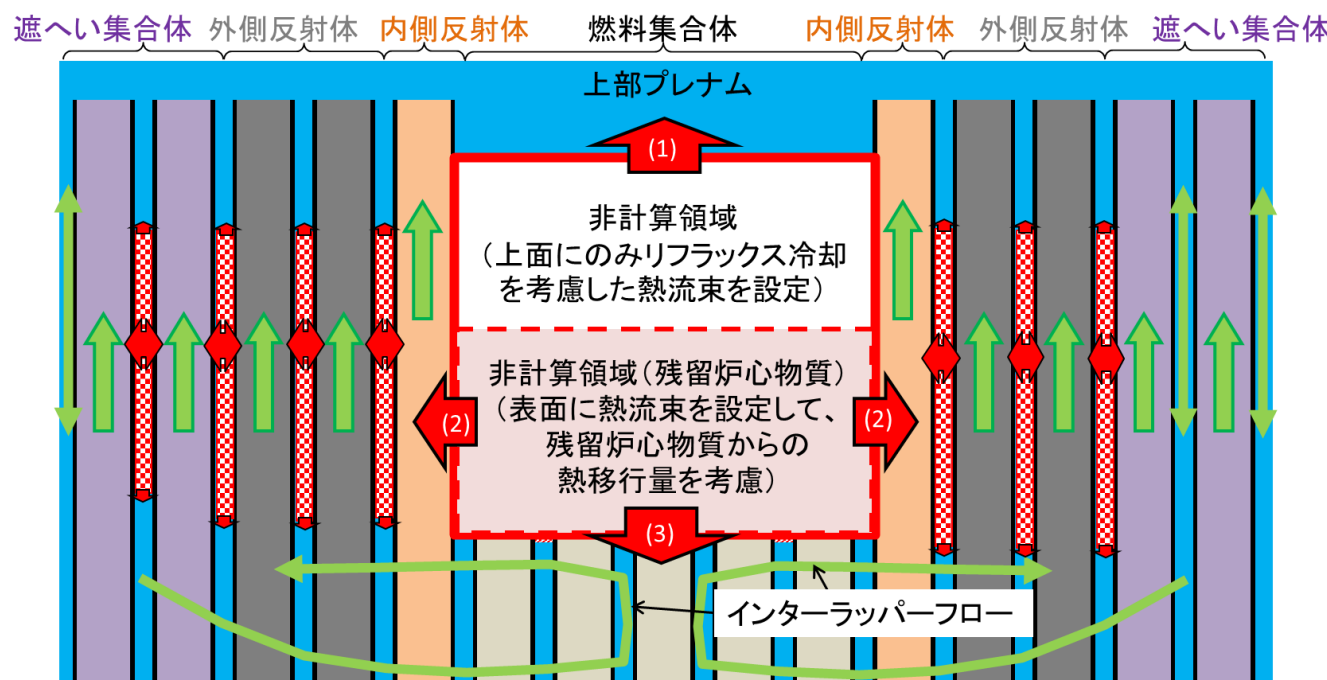 遮へい集合体 外側反射体 内側反射体 燃料集合体 内側反射体 外側反射体 遮へい集合体
上部プレナム
(1)
非計算領域
(上面にのみリフラックス冷却
を考慮した熱流束を設定)
非計算領域(残留炉心物質)
(表面に熱流束を設定して、
残留炉心物質からの
熱移行量を考慮)
(2)
(2)
(3)
インターラッパーフロー